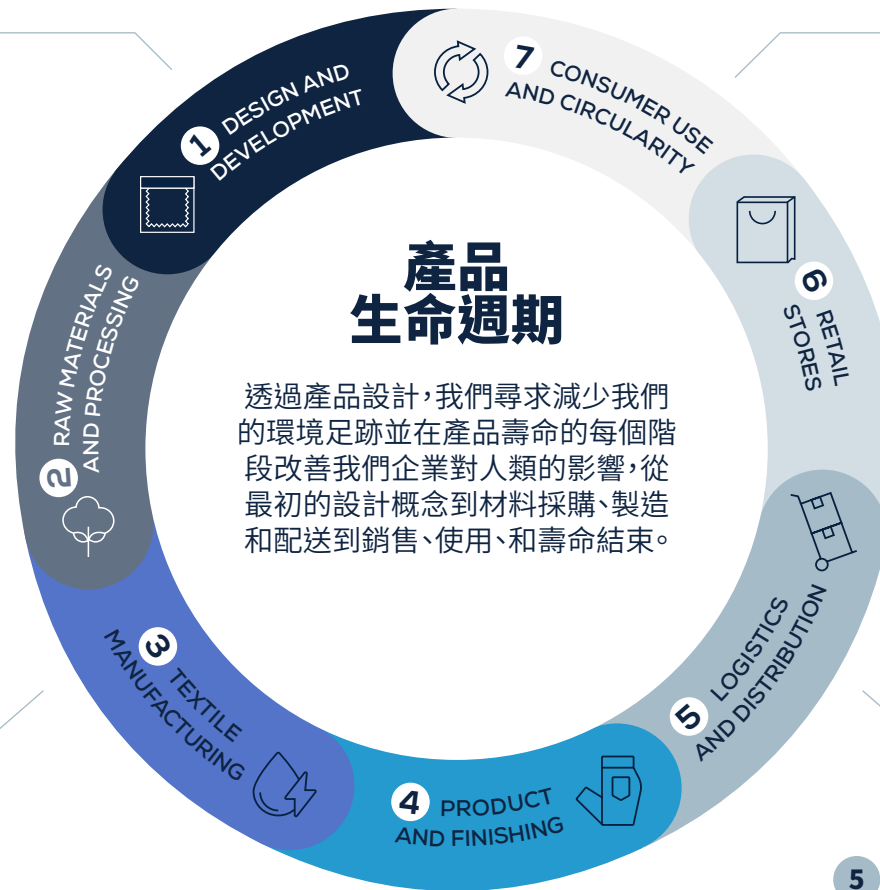 1 DESIGN AND
DEVELOPMENT
2 RAW MATERIALS
AND PROCESSING
3 TEXTILE
MANUFACTURING
4 PRODUCT
AND FINISHING
5 LOGISTICS
AND DISTRIBUTION
6 RETAIL
STORES
7 CONSUMER USE
AND CIRCULARITY
產品
生命週期
透過產品設計，我們尋求減少我們
的環境足跡並在產品壽命的每個階
段改善我們企業對人類的影響，從
最初的設計概念到材料採購、製造
和配送到銷售、使用、和壽命結束。
5